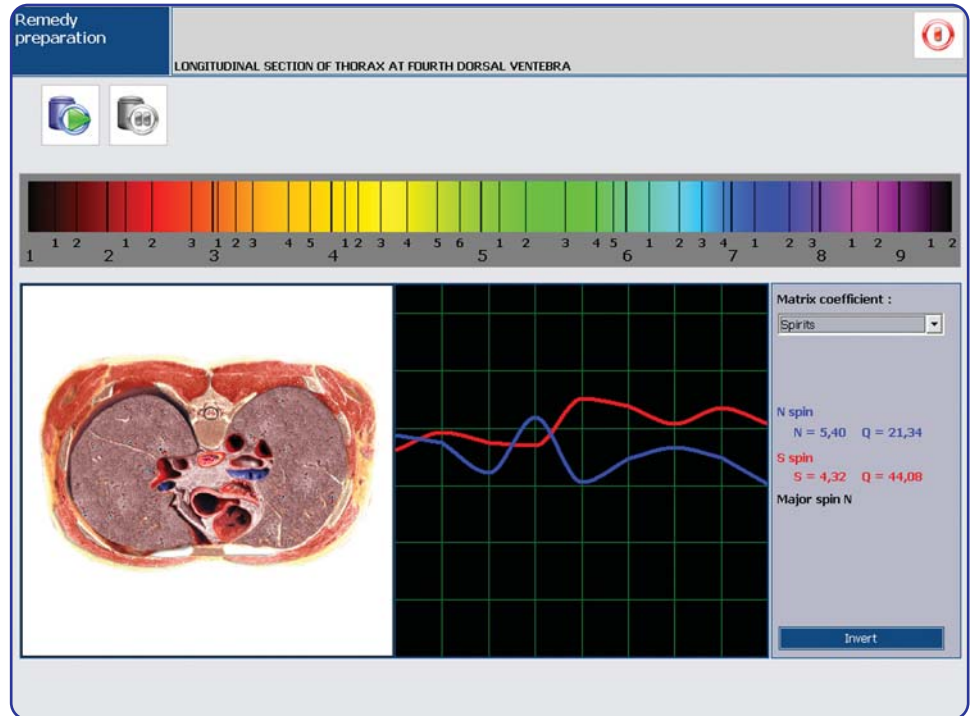 Remedy
preparation
LONGITUDINAL SECTION OF THORAX AT FOURTH DORSAL VENTEBRA
1 2 1 2 3 1 2 3 4 5 1 2 3 4 5 6 1 2 3 4 5 1 2 3 4 1 2 3 1 2 1 2
1 2 3 4 5 6 7 8 9
Matrix coefficient :
Spirits
N spin
N = 5,40 Q = 21,34
S spin
S = 4,32 Q = 44,08
Major spin N
Invert